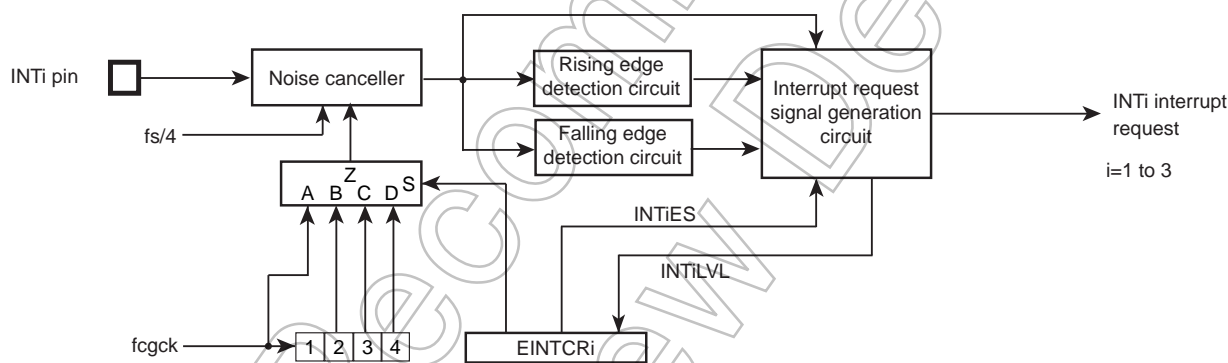 INTi pin
Noise canceller
Rising edge
detection circuit
Falling edge
detection circuit
Interrupt request
signal generation
circuit
INTi interrupt
request
i=1 to 3
fs/4
Z
S
A B C D
INTiES
INTiLVL
fcgck
1 2 3 4
EINTCRi